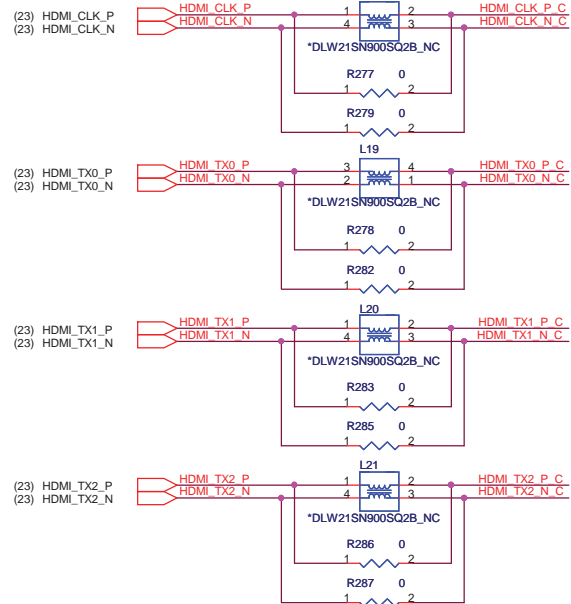 (23) HDMI_CLK_P HDMI_CLK_P 1 2 HDMI_CLK_P_C
(23) HDMI_CLK_N HDMI_CLK_N 4 3 HDMI_CLK_N_C
*DLW21SN900SQ2B_NC
R277 0
1 2
R279 0
1 2
L19
(23) HDMI_TX0_P HDMI_TX0_P 3 4 HDMI_TX0_P_C
(23) HDMI_TX0_N HDMI_TX0_N 2 1 HDMI_TX0_N_C
*DLW21SN900SQ2B_NC
R278 0
1 2
R282 0
1 2
L20
(23) HDMI_TX1_P HDMI_TX1_P 1 2 HDMI_TX1_P_C
(23) HDMI_TX1_N HDMI_TX1_N 4 3 HDMI_TX1_N_C
*DLW21SN900SQ2B_NC
R283 0
1 2
R285 0
1 2
L21
(23) HDMI_TX2_P HDMI_TX2_P 1 2 HDMI_TX2_P_C
(23) HDMI_TX2_N HDMI_TX2_N 4 3 HDMI_TX2_N_C
*DLW21SN900SQ2B_NC
R286 0
1 2
R287 0
1 2